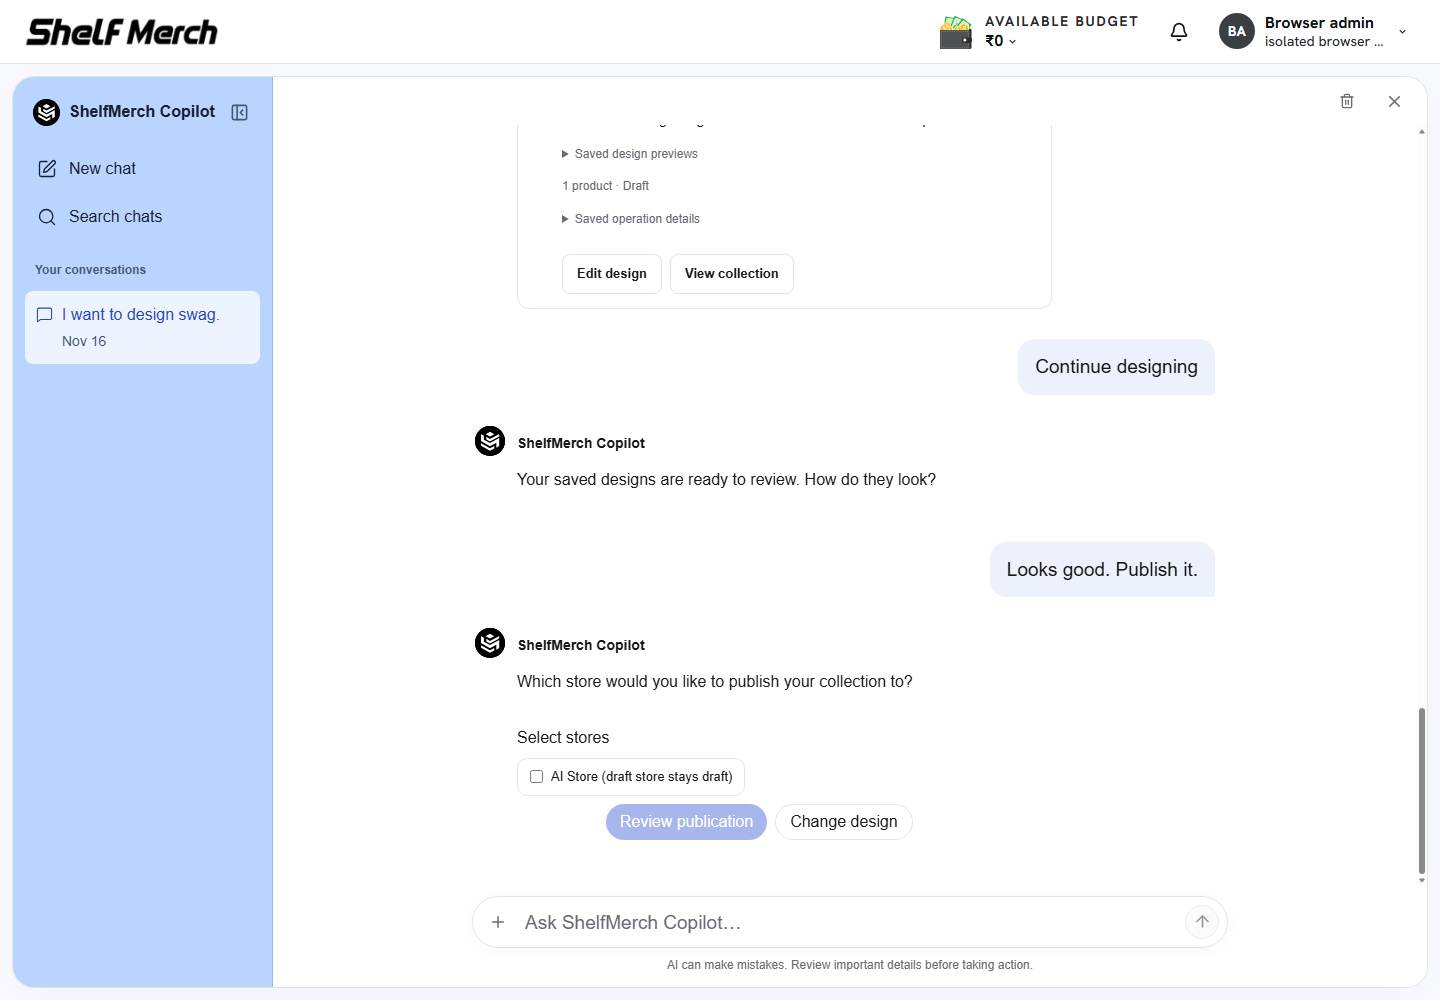 Shelf Merch
AVAILABLE BUDGET
₹0
BA
Browser admin
isolated browser ...
ShelfMerch Copilot
New chat
Search chats
Your conversations
I want to design swag.
Nov 16
Saved design previews
1 product · Draft
Saved operation details
Edit design
View collection
Continue designing
ShelfMerch Copilot
Your saved designs are ready to review. How do they look?
Looks good. Publish it.
ShelfMerch Copilot
Which store would you like to publish your collection to?
Select stores
AI Store (draft store stays draft)
Review publication
Change design
Ask ShelfMerch Copilot…
AI can make mistakes. Review important details before taking action.